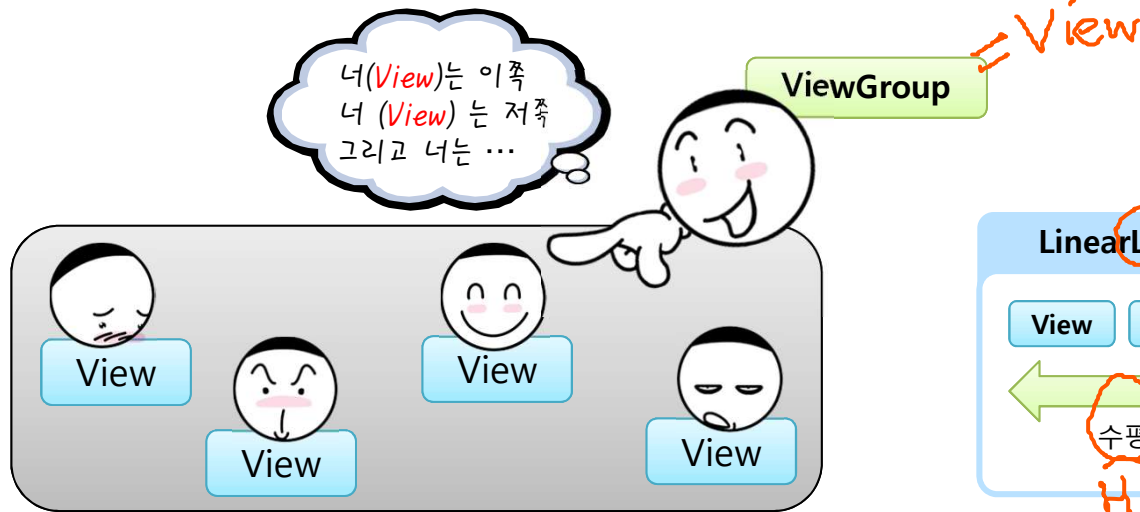 너(View)는 이쪽
너 (View) 는 저쪽
그리고 너는 …
= View
ViewGroup
View
View
View
View
LinearL
View
수평
H